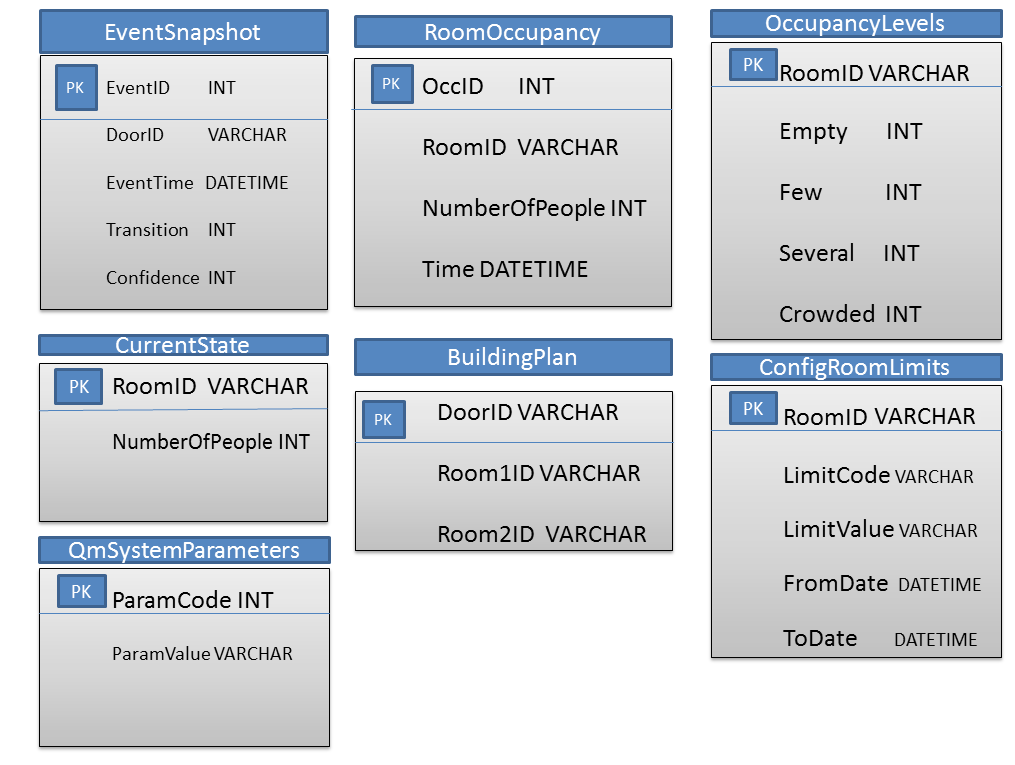 EventSnapshot
PK EventID INT
DoorID VARCHAR
EventTime DATETIME
Transition INT
Confidence INT
RoomOccupancy
PK OccID INT
RoomID VARCHAR
NumberOfPeople INT
Time DATETIME
OccupancyLevels
PK RoomID VARCHAR
Empty INT
Few INT
Several INT
Crowded INT
CurrentState
PK RoomID VARCHAR
NumberOfPeople INT
BuildingPlan
PK DoorID VARCHAR
Room1ID VARCHAR
Room2ID VARCHAR
ConfigRoomLimits
PK RoomID VARCHAR
LimitCode VARCHAR
LimitValue VARCHAR
FromDate DATETIME
ToDate DATETIME
QmSystemParameters
PK ParamCode INT
ParamValue VARCHAR